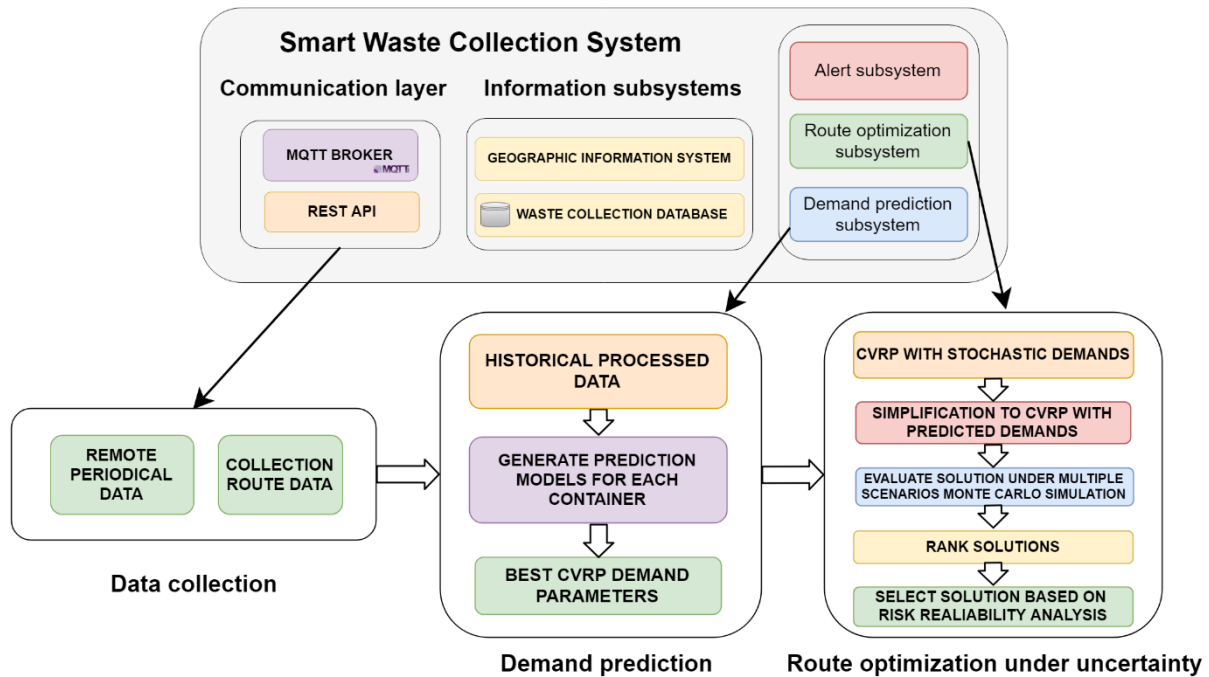 Smart Waste Collection System
Communication layer
MQTT BROKER
MQTT
REST API
Information subsystems
GEOGRAPHIC INFORMATION SYSTEM
WASTE COLLECTION DATABASE
Alert subsystem
Route optimization
subsystem
Demand prediction
subsystem
REMOTE
PERIODICAL
DATA
COLLECTION
ROUTE DATA
Data collection
HISTORICAL PROCESSED
DATA
GENERATE PREDICTION
MODELS FOR EACH
CONTAINER
BEST CVRP DEMAND
PARAMETERS
Demand prediction
CVRP WITH STOCHASTIC DEMANDS
SIMPLIFICATION TO CVRP WITH
PREDICTED DEMANDS
EVALUATE SOLUTION UNDER MULTIPLE
SCENARIOS MONTE CARLO SIMULATION
RANK SOLUTIONS
SELECT SOLUTION BASED ON
RISK REALIABILITY ANALYSIS
Route optimization under uncertainty